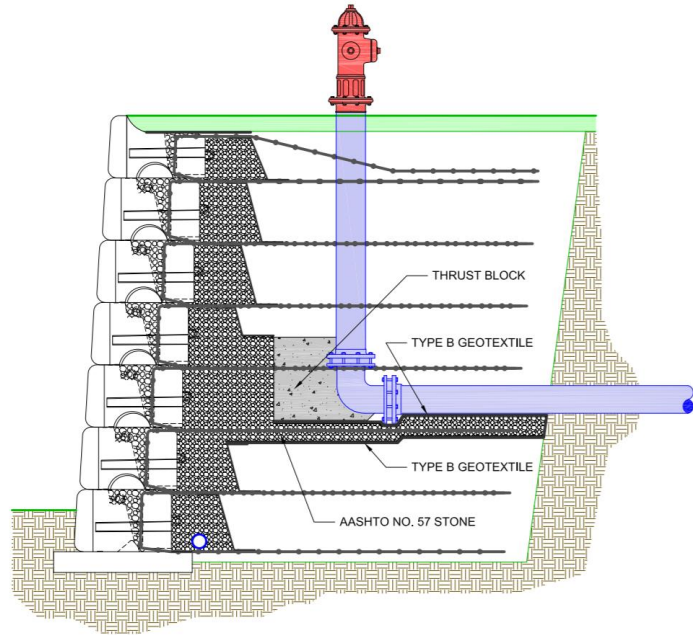 THRUST BLOCK
TYPE B GEOTEXTILE
TYPE B GEOTEXTILE
AASHTO NO. 57 STONE